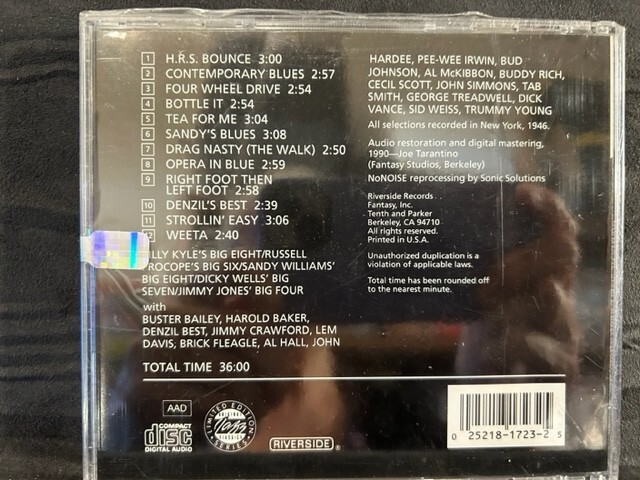 1 H.R.S. BOUNCE 3:00
2 CONTEMPORARY BLUES 2:57
3 FOUR WHEEL DRIVE 2:54
4 BOTTLE IT 2:54
5 TEA FOR ME 3:04
6 SANDY'S BLUES 3:08
7 DRAG NASTY (THE WALK) 2:50
8 OPERA IN BLUE 2:59
9 RIGHT FOOT THEN
LEFT FOOT 2:58
10 DENZIL'S BEST 2:39
11 STROLLIN' EASY 3:06
12 WEETA 2:40
ILLY KYLE'S BIG EIGHT/RUSSELL
PROCOPE'S BIG SIX/SANDY WILLIAMS'
BIG EIGHT/DICKY WELLS' BIG
SEVEN/JIMMY JONES' BIG FOUR
with
BUSTER BAILEY, HAROLD BAKER,
DENZIL BEST, JIMMY CRAWFORD, LEM
DAVIS, BRICK FLEAGLE, AL HALL, JOHN
HARDEE, PEE-WEE IRWIN, BUD
JOHNSON, AL McKIBBON, BUDDY RICH,
CECIL SCOTT, JOHN SIMMONS, TAB
SMITH, GEORGE TREADWELL, DICK
VANCE, SID WEISS, TRUMMY YOUNG
All selections recorded in New York, 1946.
Audio restoration and digital mastering,
1990—Joe Tarantino
(Fantasy Studios, Berkeley)
NoNOISE reprocessing by Sonic Solutions
Riverside Records
Fantasy, Inc.
Tenth and Parker
Berkeley, CA 94710
All rights reserved.
Printed in U.S.A.
Unauthorized duplication is a
violation of applicable laws.
Total time has been rounded off
to the nearest minute.
TOTAL TIME 36:00
AAD
COMPACT
disc
DIGITAL AUDIO
LIMITED EDITION
ORIGINAL
Jazz
CLASSICS
SERIES
RIVERSIDE ®
0 25218-1723-2 5